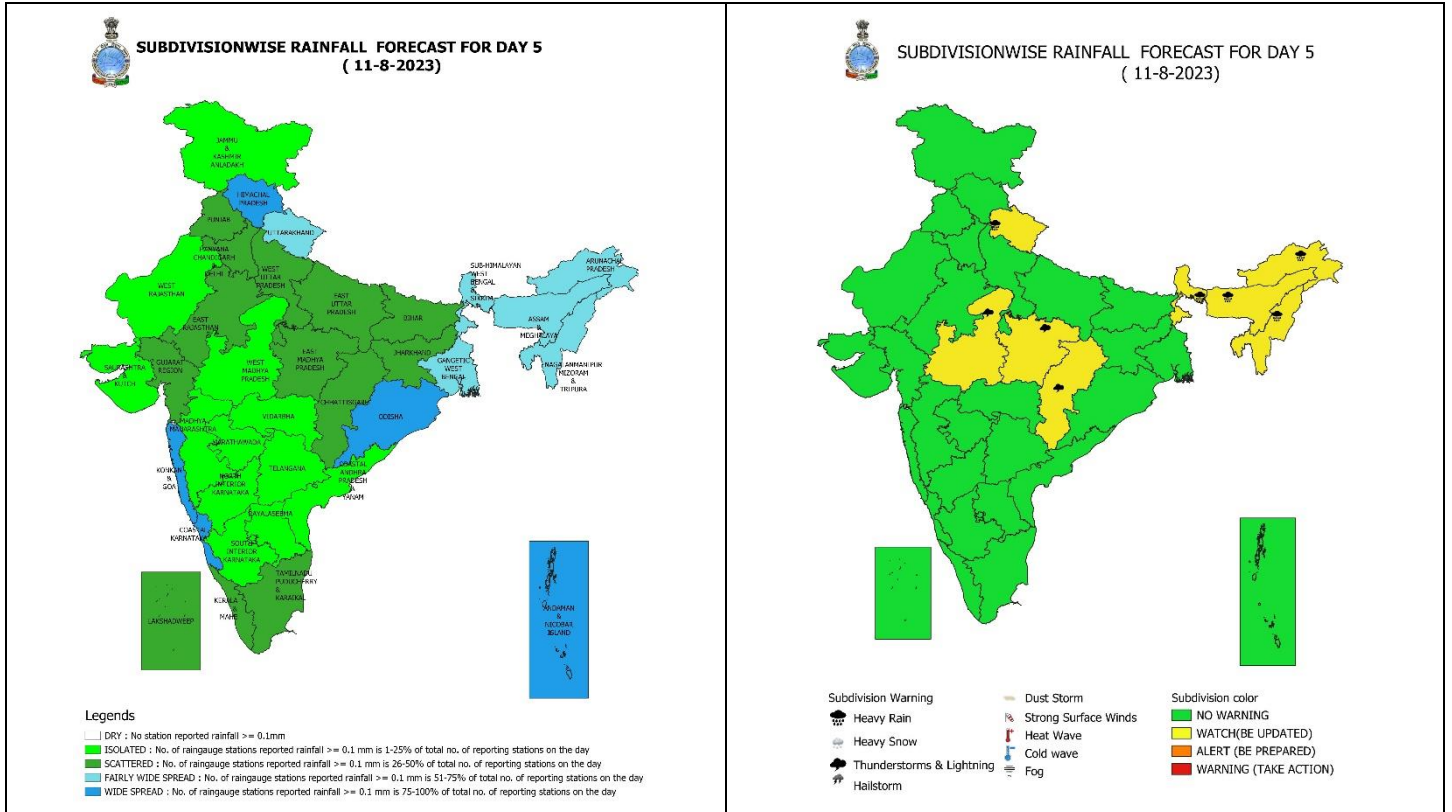 SUBDIVISIONWISE RAINFALL FORECAST FOR DAY 5
( 11-8-2023)
JAMMU
&
KASHMIR
ANLADAKH
HIMACHAL
PRADESH
PUNJAB
UTTARAKHAND
HARYANA
CHANDIGARH
&
DELHI
WEST
UTTAR
PRADESH
WEST
RAJASTHAN
EAST
UTTAR
PRADESH
EAST
RAJASTHAN
BIHAR
SUB-HIMALAYAN
WEST
BENGAL
&
SIKKIM
ARUNACHAL
PRADESH
ASSAM
&
MEGHALAYA
NAGALANMANIPUR
MIZORAM
&
TRIPURA
SAURASHTRA
&
KUTCH
GUJARAT
REGION
WEST
MADHYA
PRADESH
EAST
MADHYA
PRADESH
JHARKHAND
GANGETIC
WEST
BENGAL
CHHATTISGARH
ODISHA
VIDARBHA
MADHYA
MAHARASHTRA
MARATHAWADA
KONKAN
&
GOA
TELANGANA
NORTH
INTERIOR
KARNATAKA
COASTAL
ANDHRA
PRADESH
&
YANAM
RAYALASEEMA
COASTAL
KARNATAKA
SOUTH
INTERIOR
KARNATAKA
TAMILNADU
PUDUCHERRY
&
KARAIKAL
KERALA
&
MAHE
LAKSHADWEEP
ANDAMAN
&
NICOBAR
ISLAND
Legends
DRY : No station reported rainfall >= 0.1mm
ISOLATED : No. of raingauge stations reported rainfall >= 0.1 mm is 1-25% of total no. of reporting stations on the day
SCATTERED : No. of raingauge stations reported rainfall >= 0.1 mm is 26-50% of total no. of reporting stations on the day
FAIRLY WIDE SPREAD : No. of raingauge stations reported rainfall >= 0.1 mm is 51-75% of total no. of reporting stations on the day
WIDE SPREAD : No. of raingauge stations reported rainfall >= 0.1 mm is 75-100% of total no. of reporting stations on the day
SUBDIVISIONWISE RAINFALL FORECAST FOR DAY 5
( 11-8-2023)
Subdivision Warning
Heavy Rain
Heavy Snow
Thunderstorms & Lightning
Hailstorm
Dust Storm
Strong Surface Winds
Heat Wave
Cold wave
Fog
Subdivision color
NO WARNING
WATCH(BE UPDATED)
ALERT (BE PREPARED)
WARNING (TAKE ACTION)